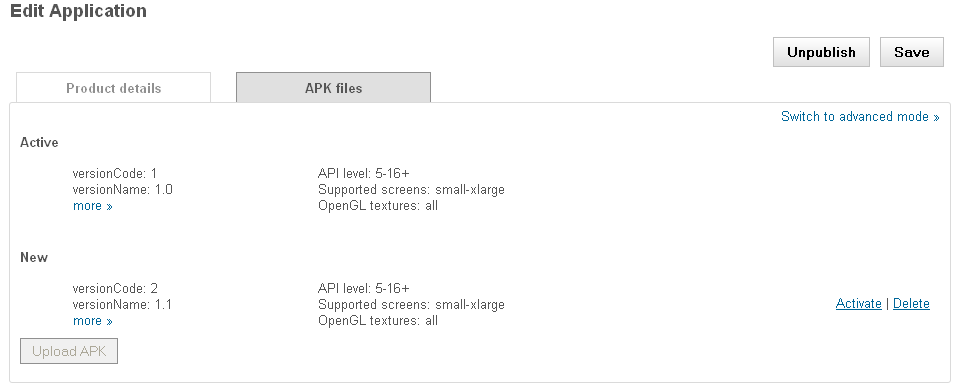 Edit Application
Unpublish Save
Product details APK files
Switch to advanced mode »
Active
versionCode: 1 API level: 5-16+
versionName: 1.0 Supported screens: small-xlarge
more » OpenGL textures: all
New
versionCode: 2 API level: 5-16+
versionName: 1.1 Supported screens: small-xlarge Activate | Delete
more » OpenGL textures: all
Upload APK